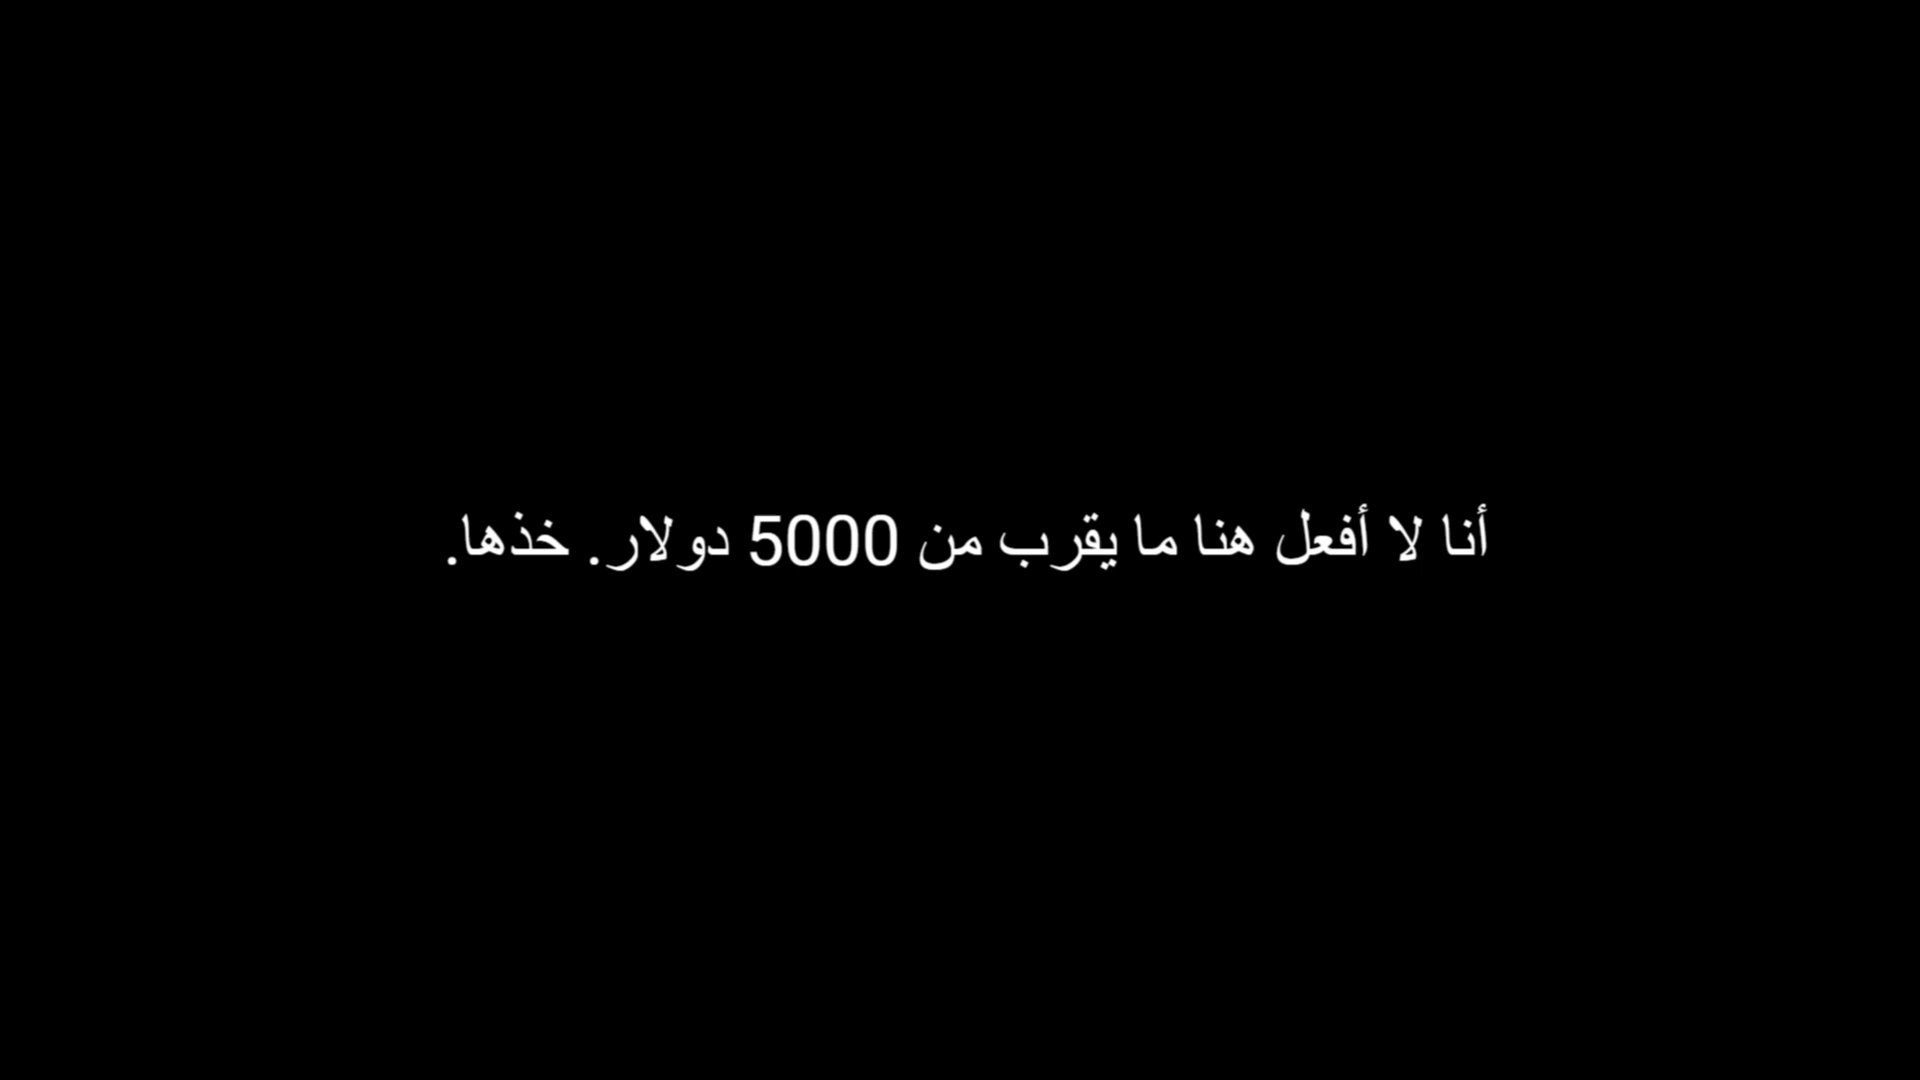 أنا لا أفعل هنا ما يقرب من 5000 دولار. خذها.